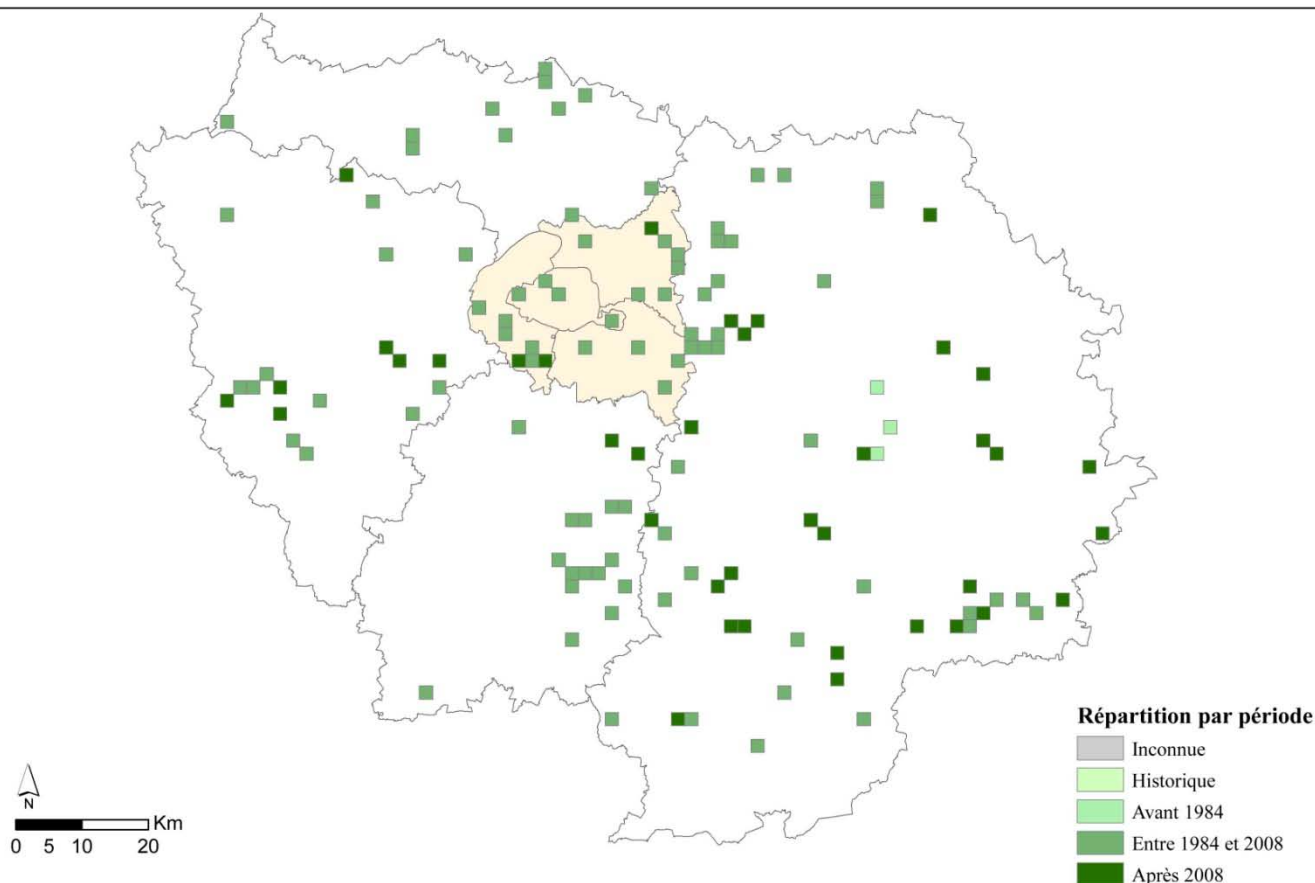 Répartition par période
Inconnue
Historique
Avant 1984
Entre 1984 et 2008
Après 2008
N
Km
0 5 10 20